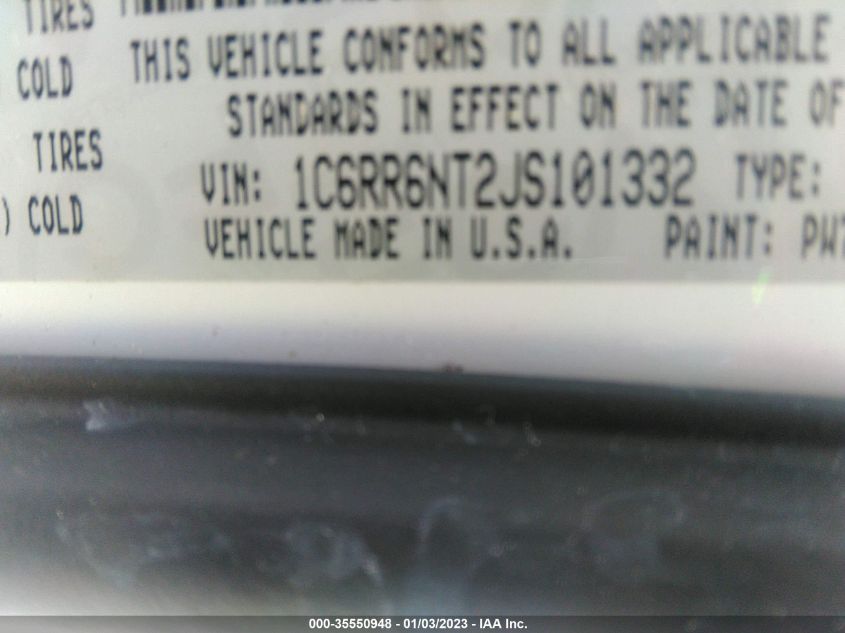 TIRES
THIS VEHICLE CONFORMS TO ALL APPLICABLE
COLD
STANDARDS IN EFFECT ON THE DATE OF
TIRES
VIN: 1C6RR6NT2JS101332 TYPE:
) COLD
VEHICLE MADE IN U.S.A. PAINT: PW7
000-35550948 - 01/03/2023 - IAA Inc.